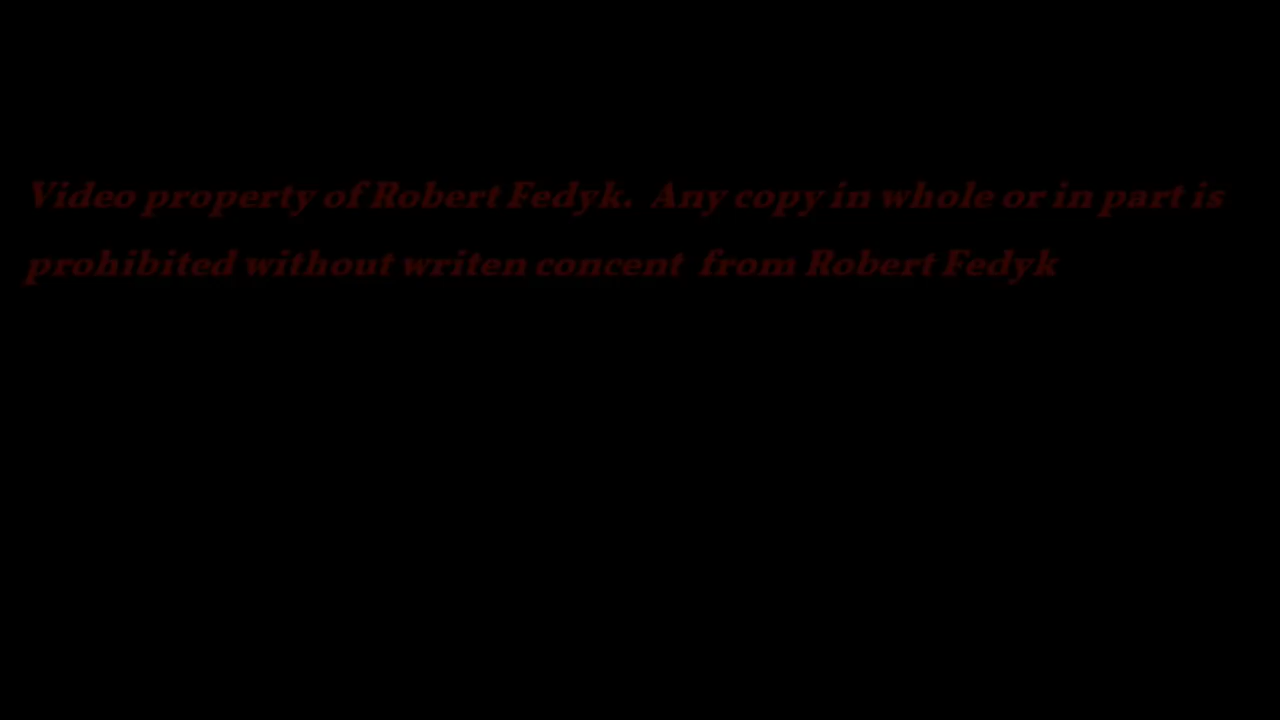 Video property of Robert Fedyk. Any copy in whole or in part is
prohibited without writen concent from Robert Fedyk